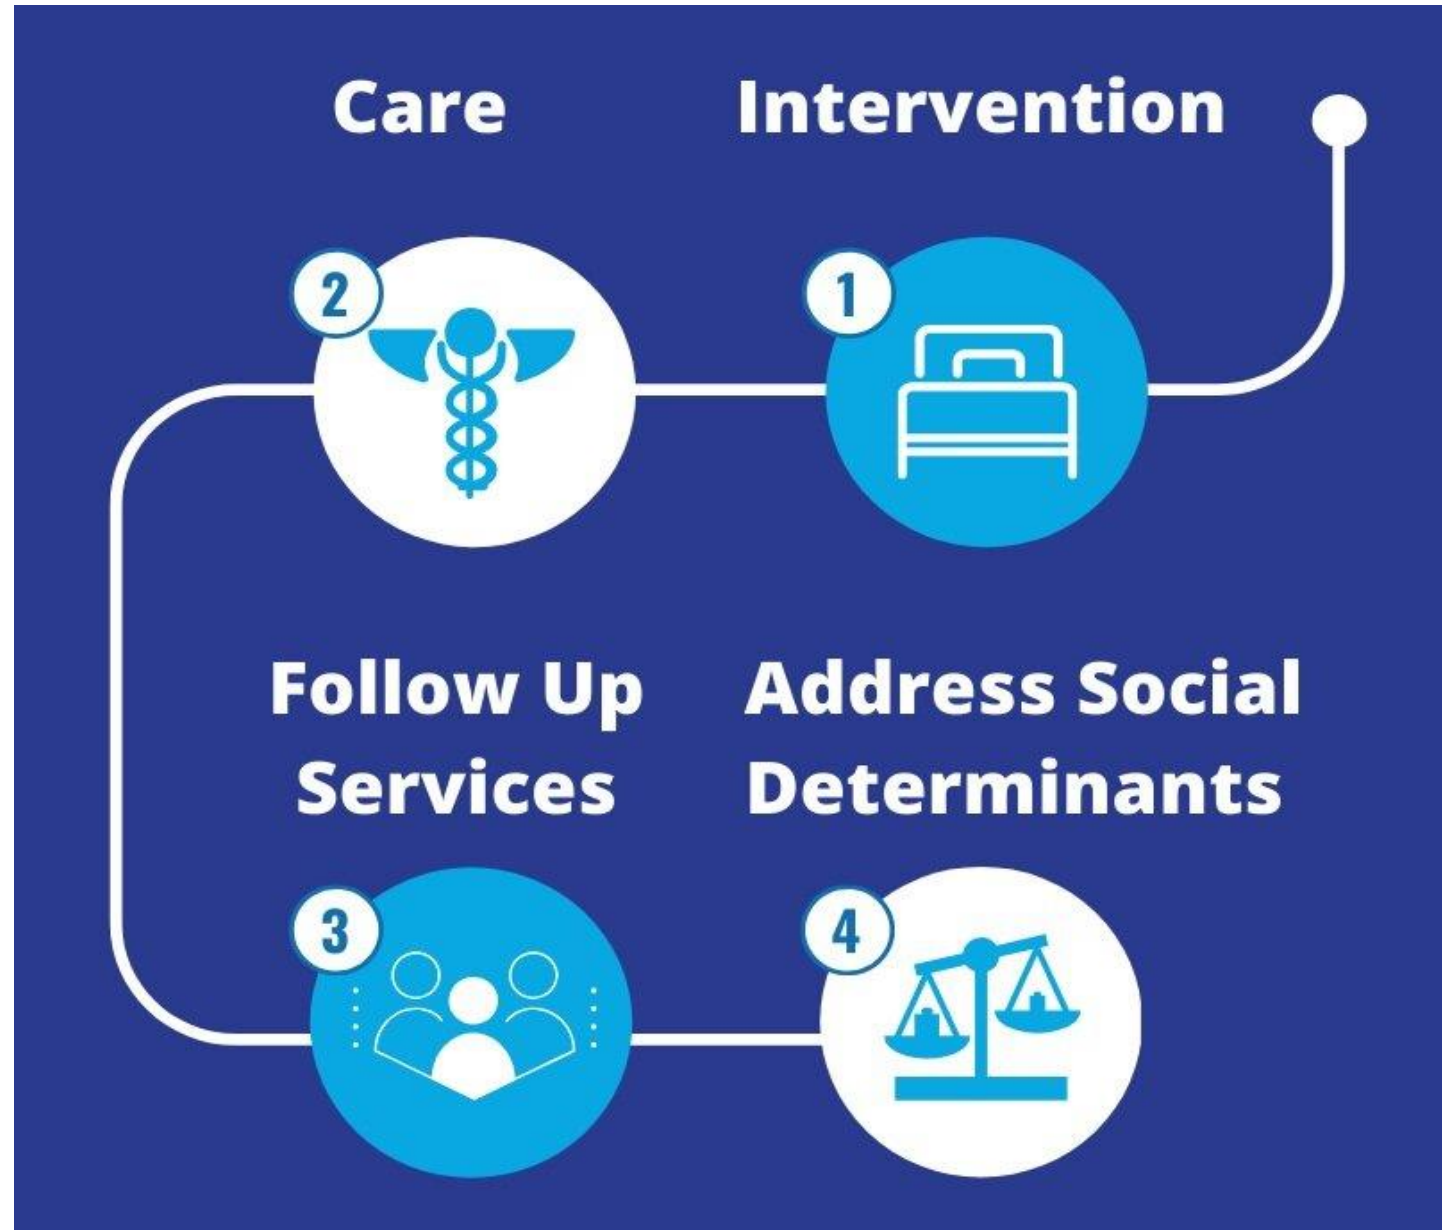 Care
Intervention
2
1
Follow Up
Services
Address Social
Determinants
3
4